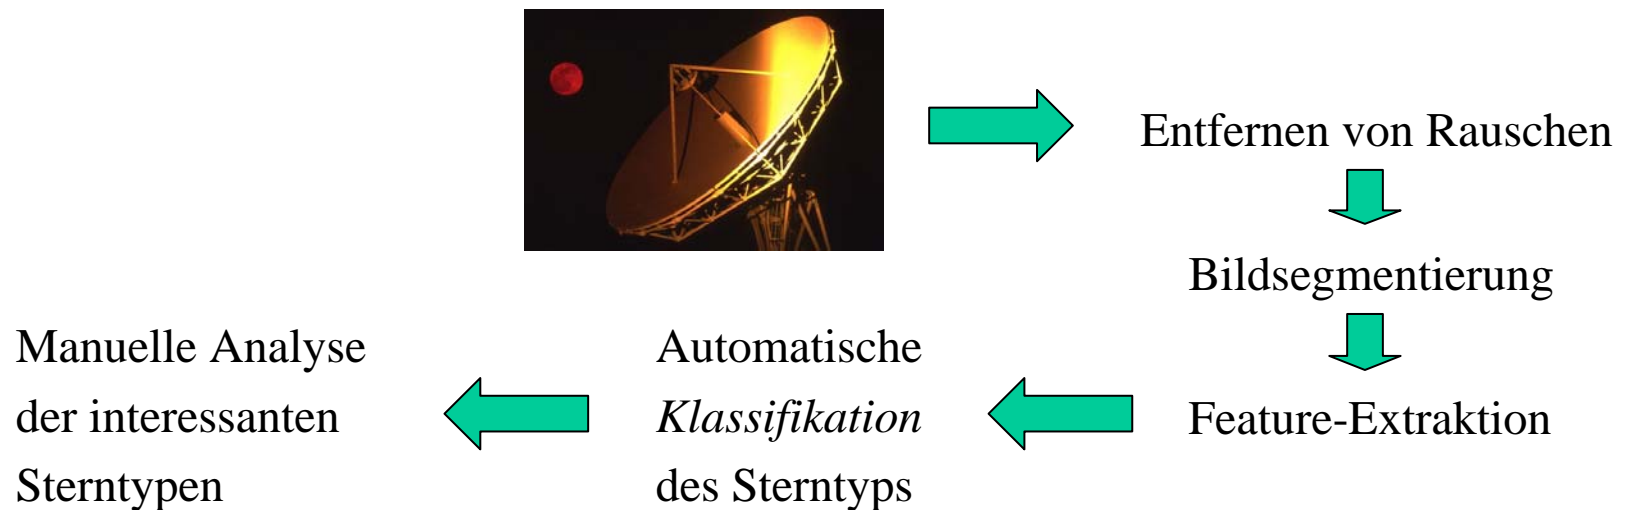 Entfernen von Rauschen
Bildsegmentierung
Feature-Extraktion
Automatische
Klassifikation
des Sterntyps
Manuelle Analyse
der interessanten
Sterntypen